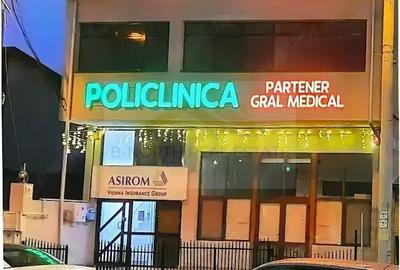 POLICLINICA
PARTENER
GRAL MEDICAL
ASIROM
VIENNA INSURANCE GROUP